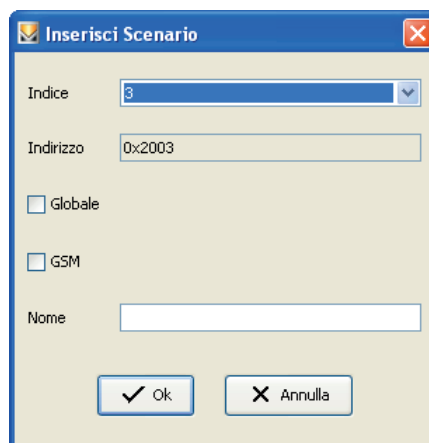 Inserisci Scenario
Indice 3
Indirizzo 0x2003
Globale
GSM
Nome
Ok Annulla